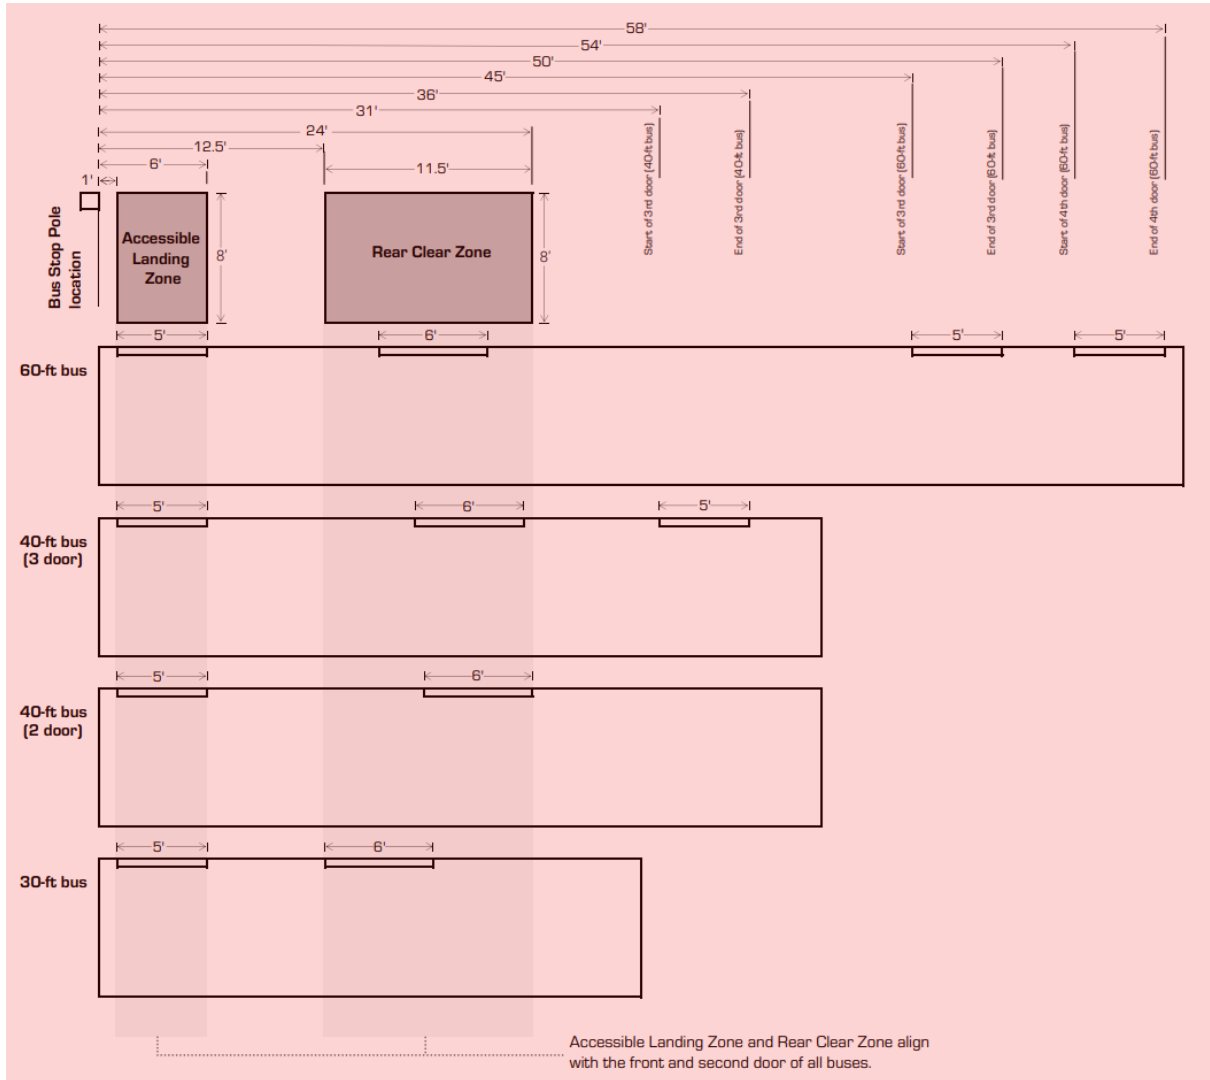 58'
54'
50'
45'
36'
31'
24'
12.5'
6'
11.5'
1'
Bus Stop Pole
location
Accessible
Landing
Zone
8'
Rear Clear Zone
8'
Start of 3rd door (40-ft bus)
End of 3rd door (40-ft bus)
Start of 3rd door (60-ft bus)
End of 3rd door (60-ft bus)
Start of 4th door (60-ft bus)
End of 4th door (60-ft bus)
5'
6'
5'
5'
60-ft bus
5'
6'
5'
40-ft bus
(3 door)
5'
6'
40-ft bus
(2 door)
5'
6'
30-ft bus
Accessible Landing Zone and Rear Clear Zone align
with the front and second door of all buses.